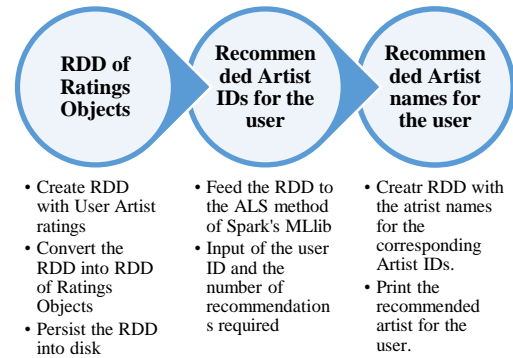 RDD of
Ratings
Objects
Recommen
ded Artist
IDs for the
user
Recommen
ded Artist
names for
the user
• Create RDD
with User Artist
ratings
• Convert the
RDD into RDD
of Ratings
Objects
• Persist the RDD
into disk
• Feed the RDD to
the ALS method
of Spark's MLlib
• Input of the user
ID and the
number of
recommendation
s required
• Creatr RDD with
the atrist names
for the
corresponding
Artist IDs.
• Print the
recommended
artist for the
user.